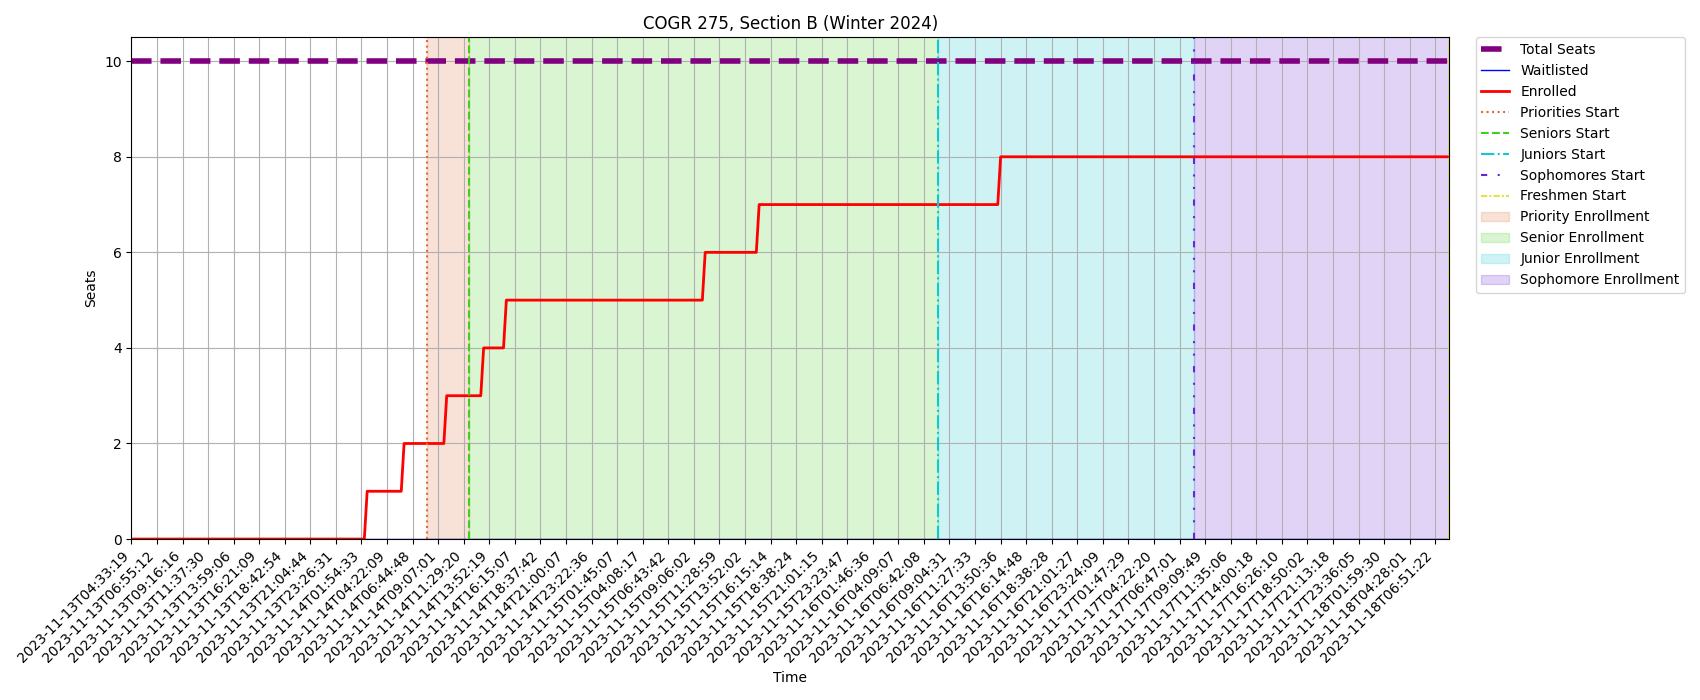 COGR 275, Section B (Winter 2024)
Total Seats
Waitlisted
Enrolled
Priorities Start
Seniors Start
Juniors Start
Sophomores Start
Freshmen Start
Priority Enrollment
Senior Enrollment
Junior Enrollment
Sophomore Enrollment
Seats
10
8
6
4
2
0
2023-11-13T04:33:19
2023-11-13T06:55:12
2023-11-13T09:16:16
2023-11-13T11:37:30
2023-11-13T13:59:06
2023-11-13T16:21:09
2023-11-13T18:42:54
2023-11-13T21:04:44
2023-11-13T23:26:31
2023-11-14T01:54:33
2023-11-14T04:22:09
2023-11-14T06:44:48
2023-11-14T09:07:01
2023-11-14T11:29:20
2023-11-14T13:52:19
2023-11-14T16:15:07
2023-11-14T18:37:42
2023-11-14T21:00:07
2023-11-14T23:22:36
2023-11-15T01:45:07
2023-11-15T04:08:17
2023-11-15T06:43:42
2023-11-15T09:06:02
2023-11-15T11:28:59
2023-11-15T13:52:02
2023-11-15T16:15:14
2023-11-15T18:38:24
2023-11-15T21:01:15
2023-11-15T23:23:47
2023-11-16T01:46:36
2023-11-16T04:09:07
2023-11-16T06:42:08
2023-11-16T09:04:31
2023-11-16T11:27:33
2023-11-16T13:50:36
2023-11-16T16:14:48
2023-11-16T18:38:28
2023-11-16T21:01:27
2023-11-16T23:24:09
2023-11-17T01:47:29
2023-11-17T04:22:20
2023-11-17T06:47:01
2023-11-17T09:09:49
2023-11-17T11:35:06
2023-11-17T14:00:18
2023-11-17T16:26:10
2023-11-17T18:50:02
2023-11-17T21:13:18
2023-11-17T23:36:05
2023-11-18T01:59:30
2023-11-18T04:28:01
2023-11-18T06:51:22
Time